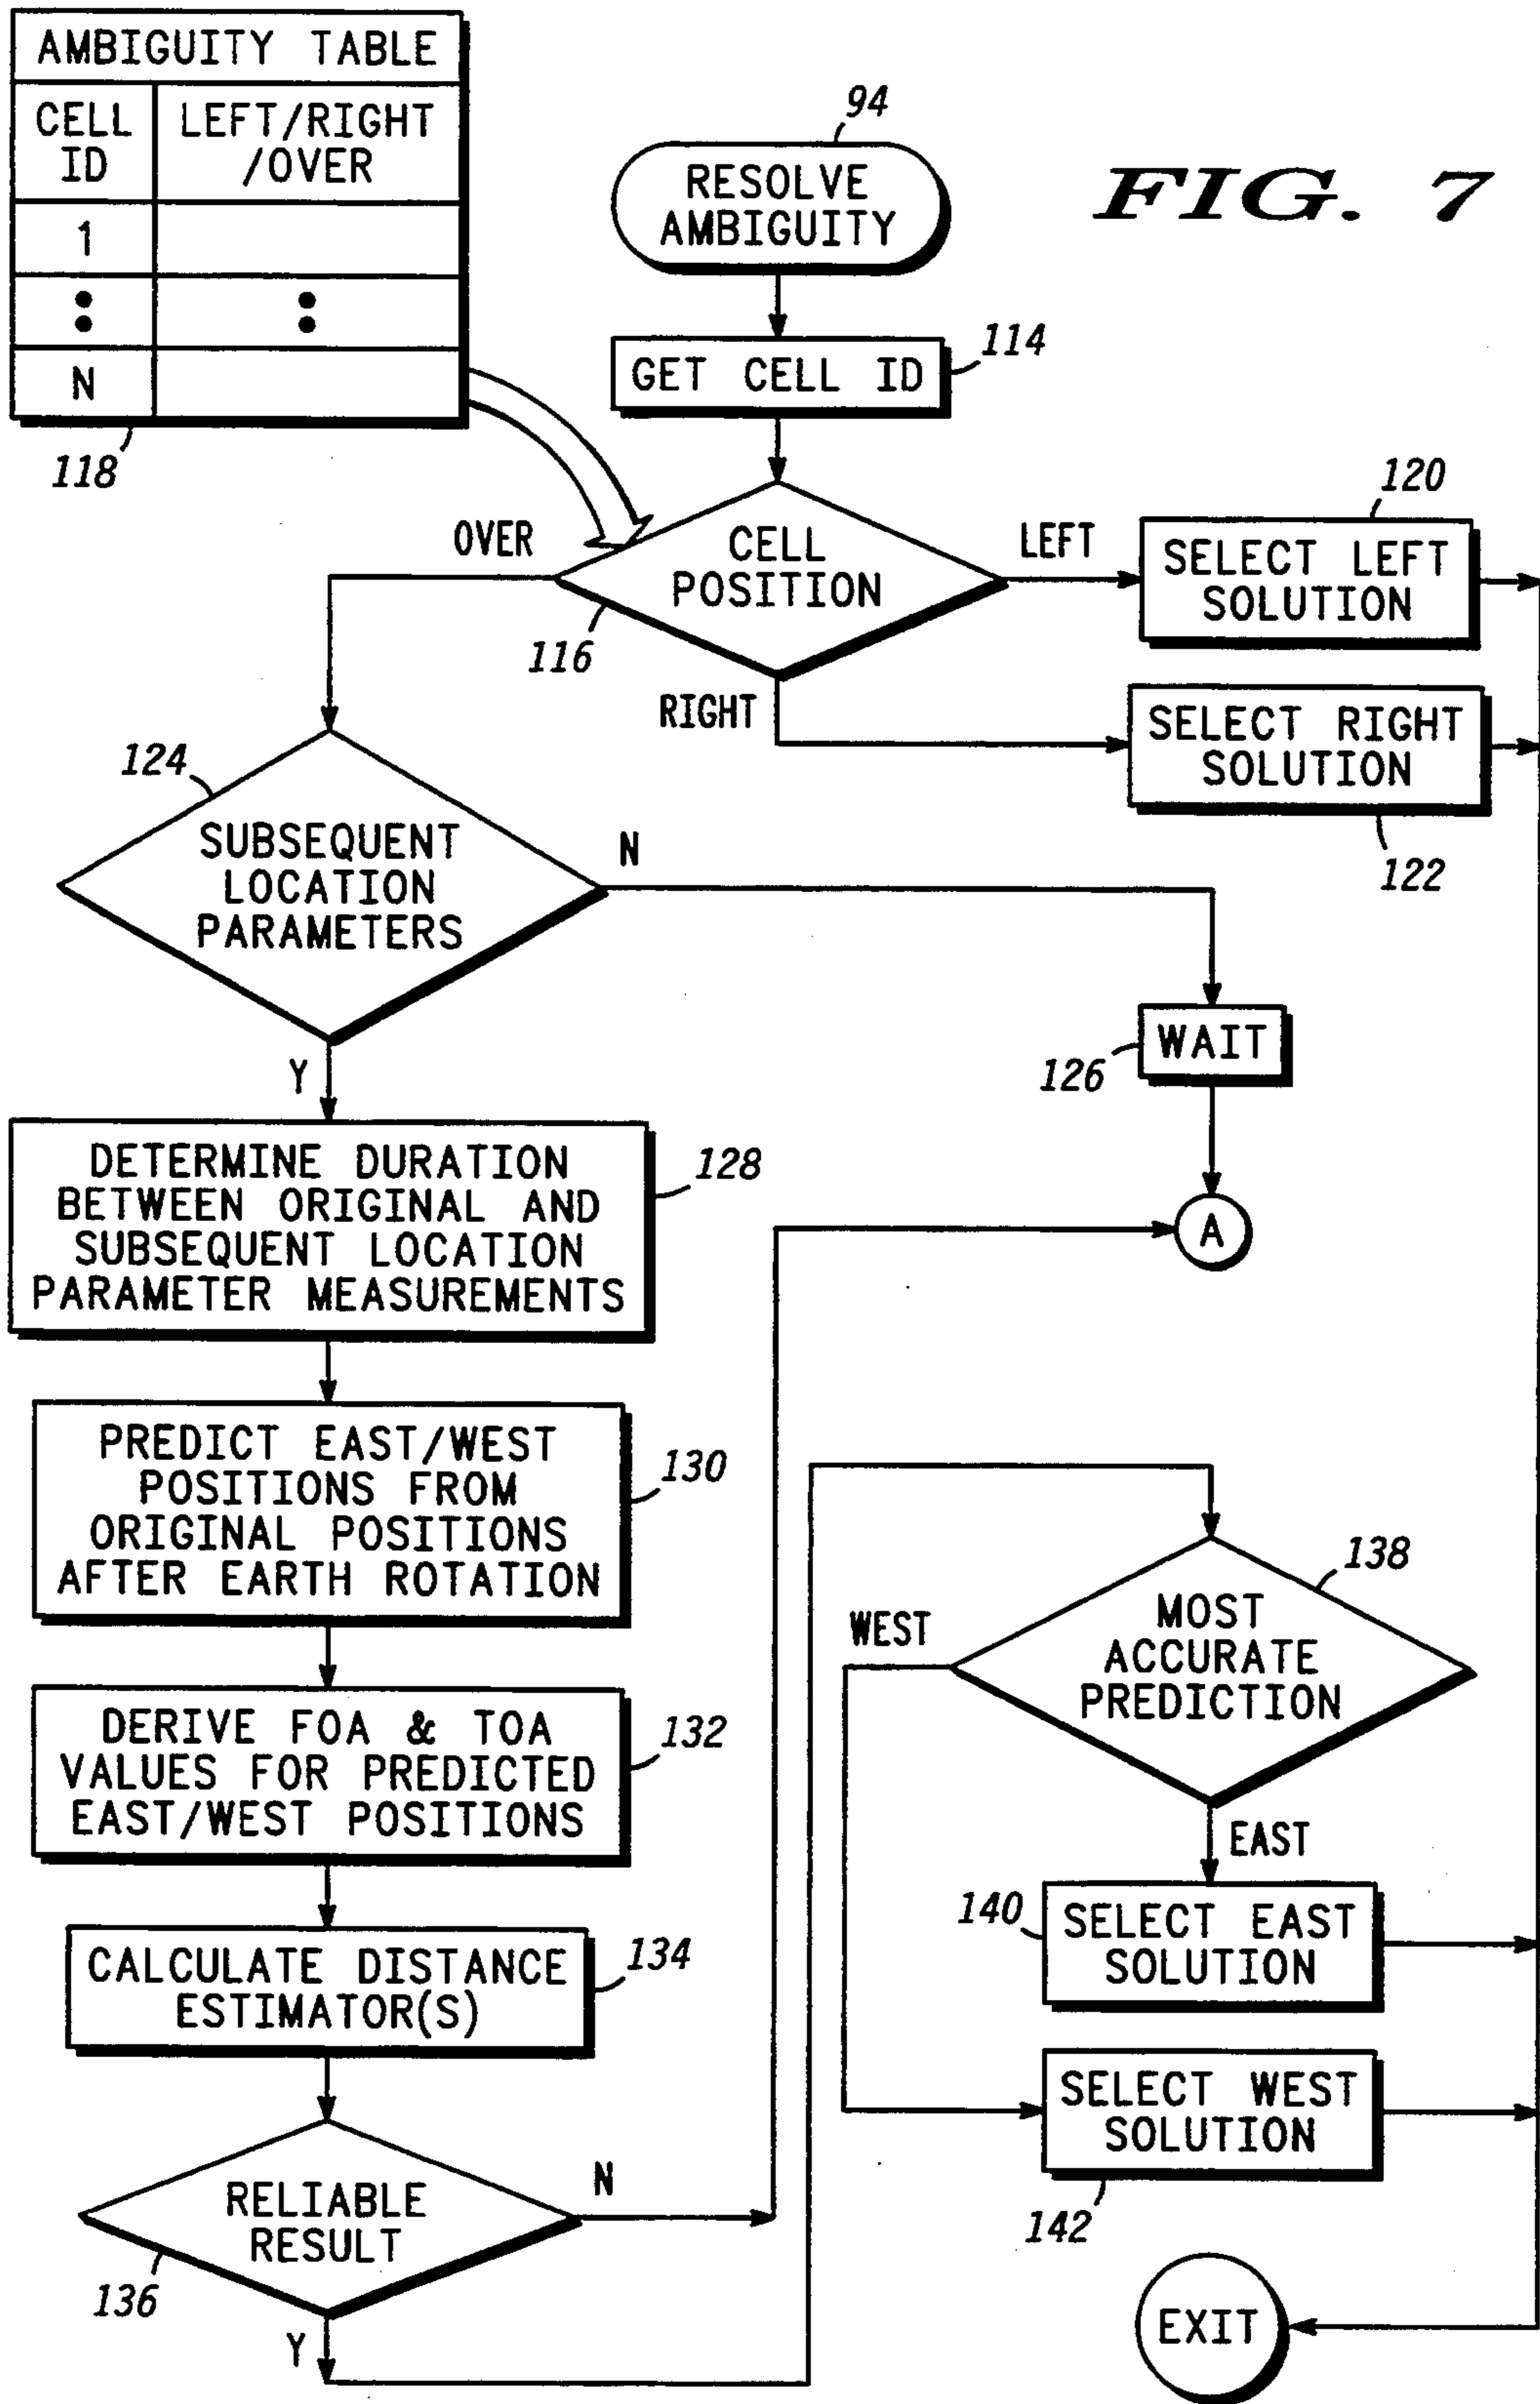 AMBIGUITY TABLE
CELL ID
LEFT/RIGHT
/OVER
1
N
118
94
RESOLVE
AMBIGUITY
FIG. 7
GET CELL ID
114
CELL
POSITION
116
OVER
LEFT
RIGHT
120
SELECT LEFT
SOLUTION
SELECT RIGHT
SOLUTION
122
124
SUBSEQUENT
LOCATION
PARAMETERS
N
Y
WAIT
126
A
DETERMINE DURATION
BETWEEN ORIGINAL AND
SUBSEQUENT LOCATION
PARAMETER MEASUREMENTS
128
PREDICT EAST/WEST
POSITIONS FROM
ORIGINAL POSITIONS
AFTER EARTH ROTATION
130
DERIVE FOA & TOA
VALUES FOR PREDICTED
EAST/WEST POSITIONS
132
CALCULATE DISTANCE
ESTIMATOR(S)
134
RELIABLE
RESULT
136
N
Y
138
MOST
ACCURATE
PREDICTION
WEST
EAST
140
SELECT EAST
SOLUTION
SELECT WEST
SOLUTION
142
EXIT